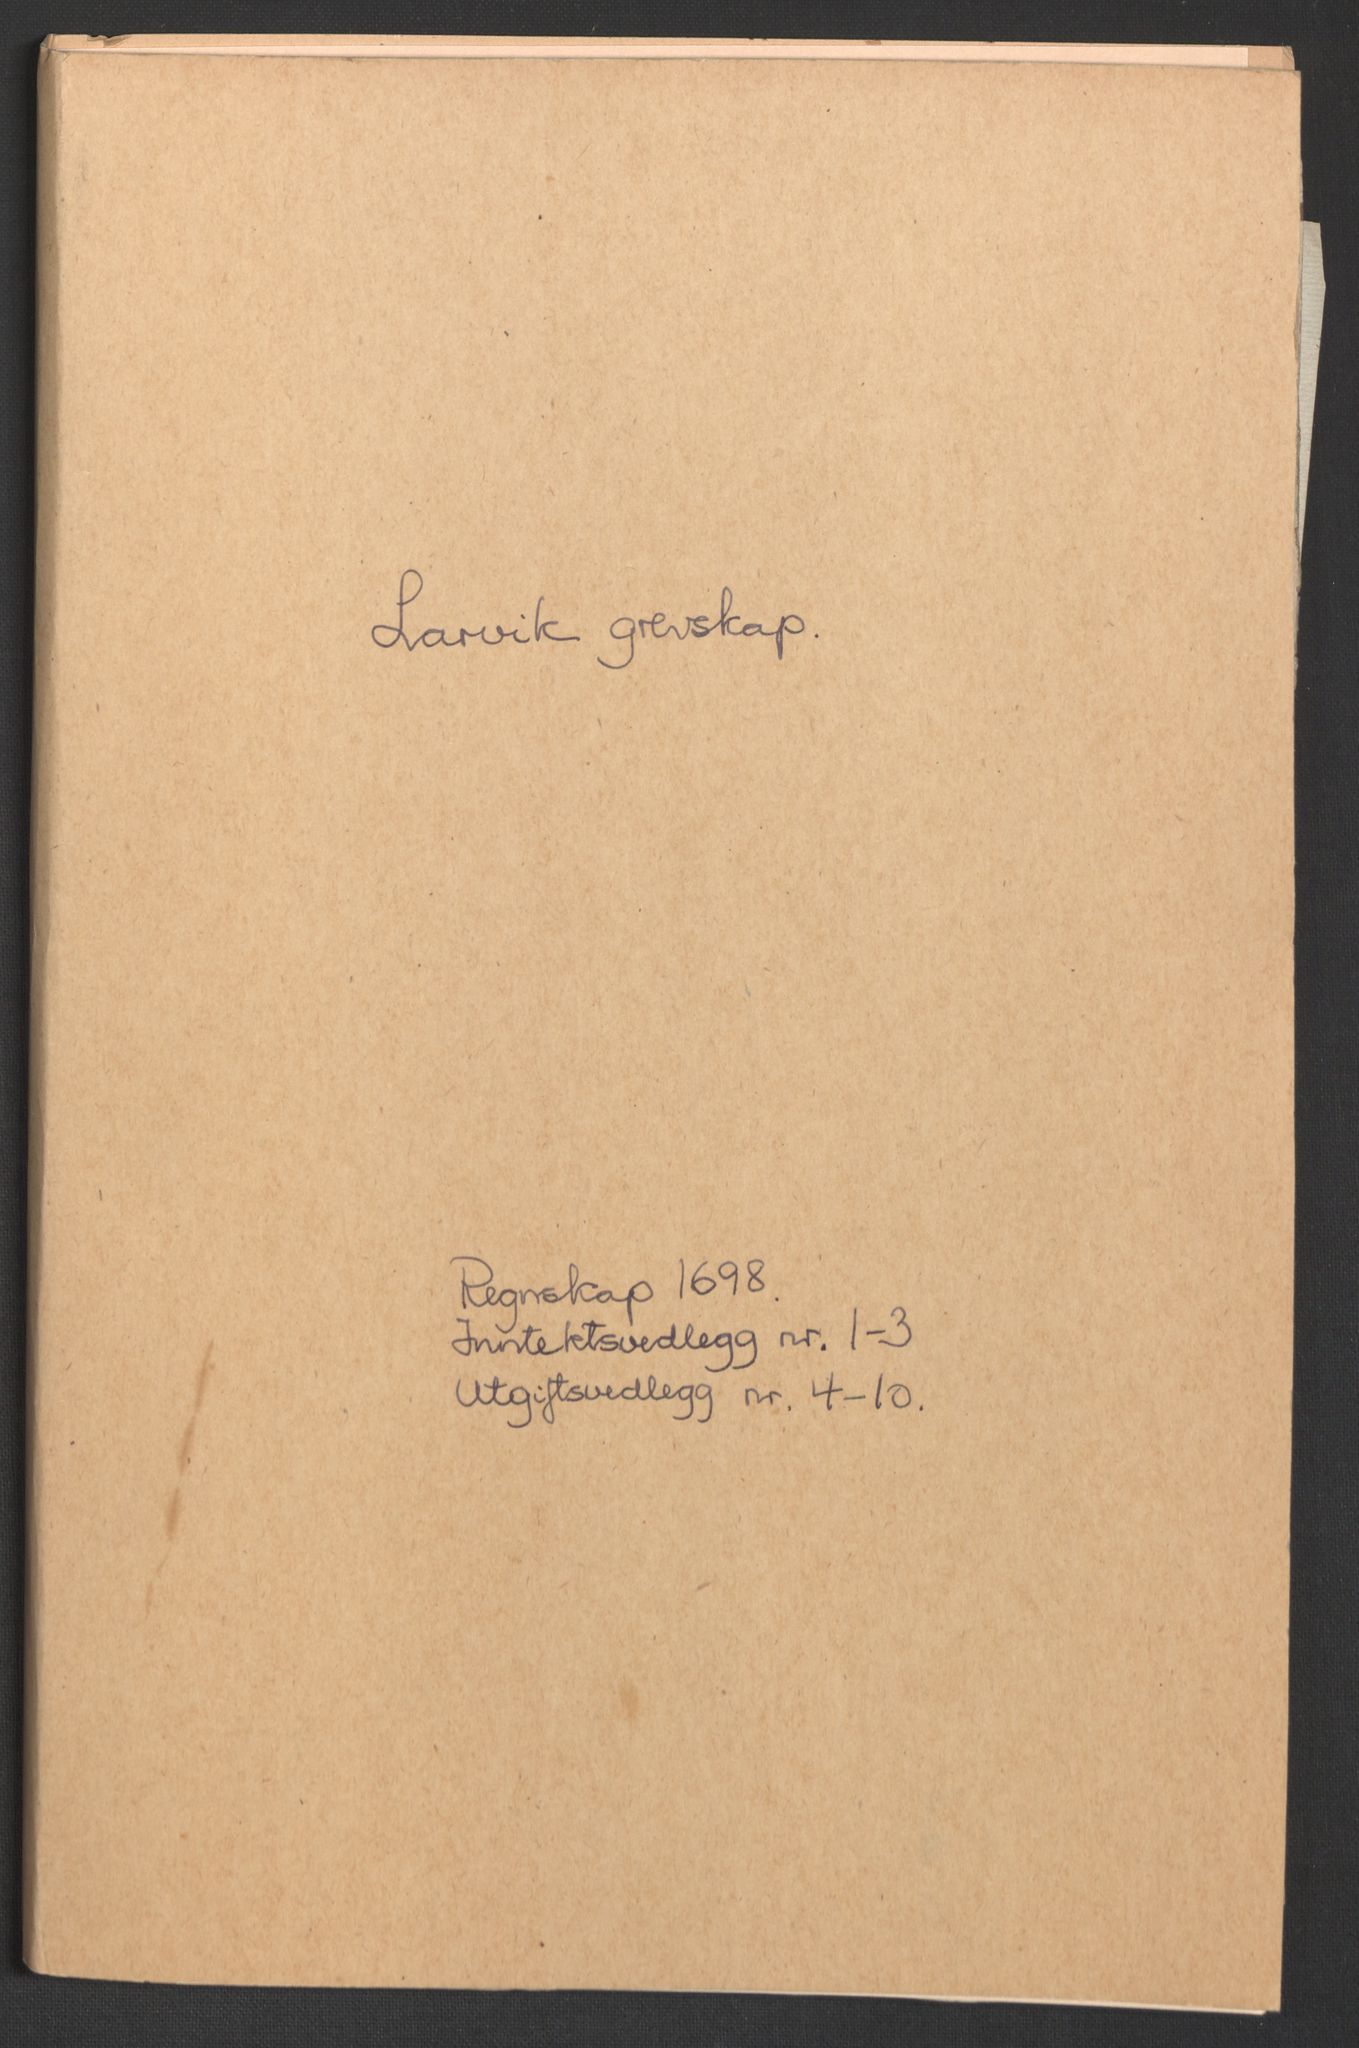 Larvik grevskap.
Regnskap 1698.
Inntektsvedlegg nr. 1-3
Utgiftsvedlegg nr. 4-10.